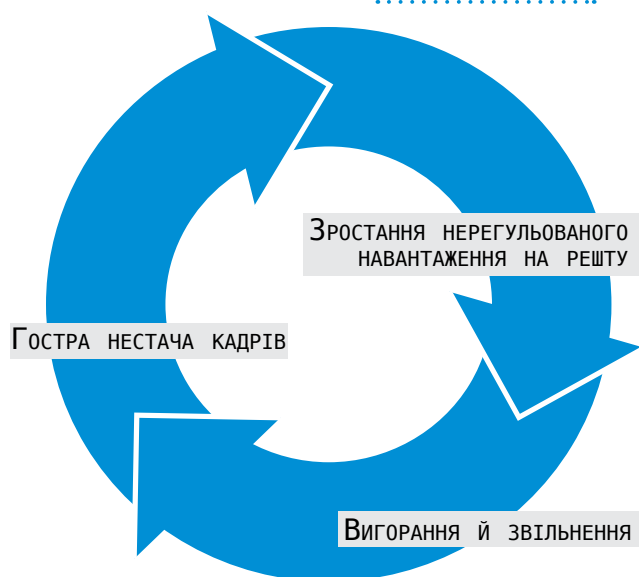 Зростання нерегульованого
навантаження на решту
Гостра нестача кадрів
Вигорання й звільнення